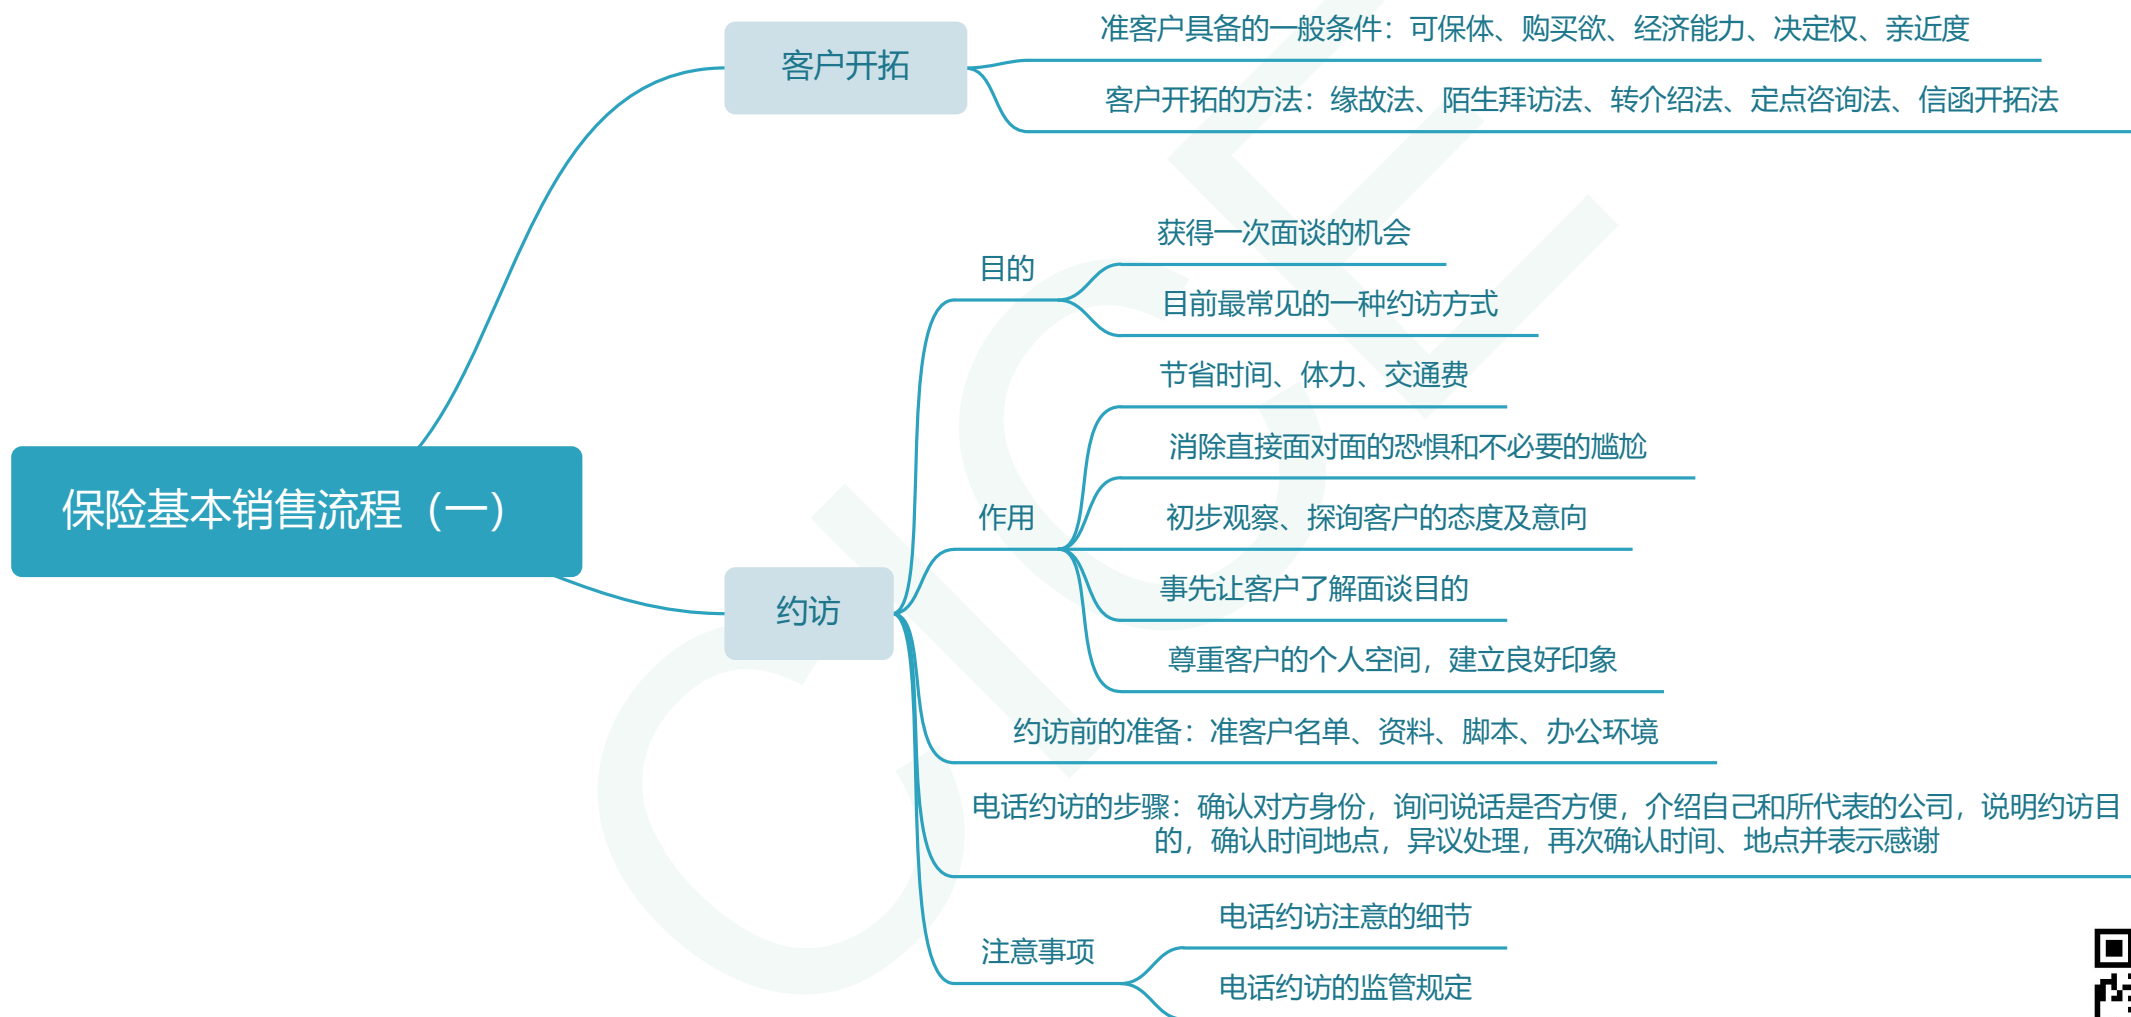 保险基本销售流程（一）
客户开拓
准客户具备的一般条件：可保体、购买欲、经济能力、决定权、亲近度
客户开拓的方法：缘故法、陌生拜访法、转介绍法、定点咨询法、信函开拓法
约访
目的
获得一次面谈的机会
目前最常见的一种约访方式
作用
节省时间、体力、交通费
消除直接面对面的恐惧和不必要的尴尬
初步观察、探询客户的态度及意向
事先让客户了解面谈目的
尊重客户的个人空间，建立良好印象
约访前的准备：准客户名单、资料、脚本、办公环境
电话约访的步骤：确认对方身份，询问说话是否方便，介绍自己和所代表的公司，说明约访目
的，确认时间地点，异议处理，再次确认时间、地点并表示感谢
注意事项
电话约访注意的细节
电话约访的监管规定
CICE